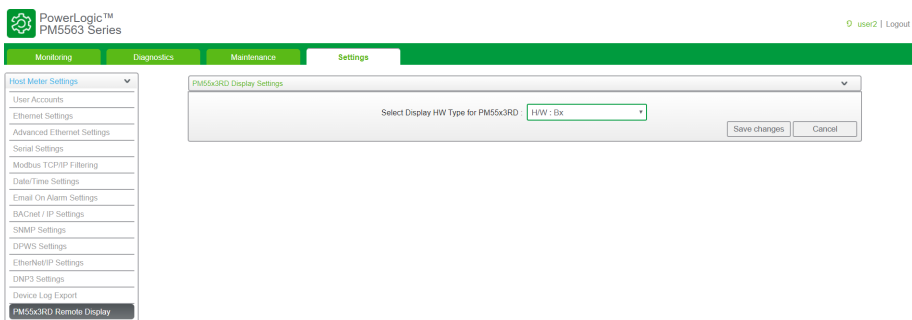 PowerLogic™
PM5563 Series
user2 | Logout
Monitoring Diagnostics Maintenance Settings
Host Meter Settings
User Accounts
Ethernet Settings
Advanced Ethernet Settings
Serial Settings
Modbus TCP/IP Filtering
Date/Time Settings
Email On Alarm Settings
BACnet / IP Settings
SNMP Settings
DPWS Settings
EtherNet/IP Settings
DNP3 Settings
Device Log Export
PM55x3RD Remote Display
PM55x3RD Display Settings
Select Display HW Type for PM55x3RD : H/W : Bx
Save changes Cancel